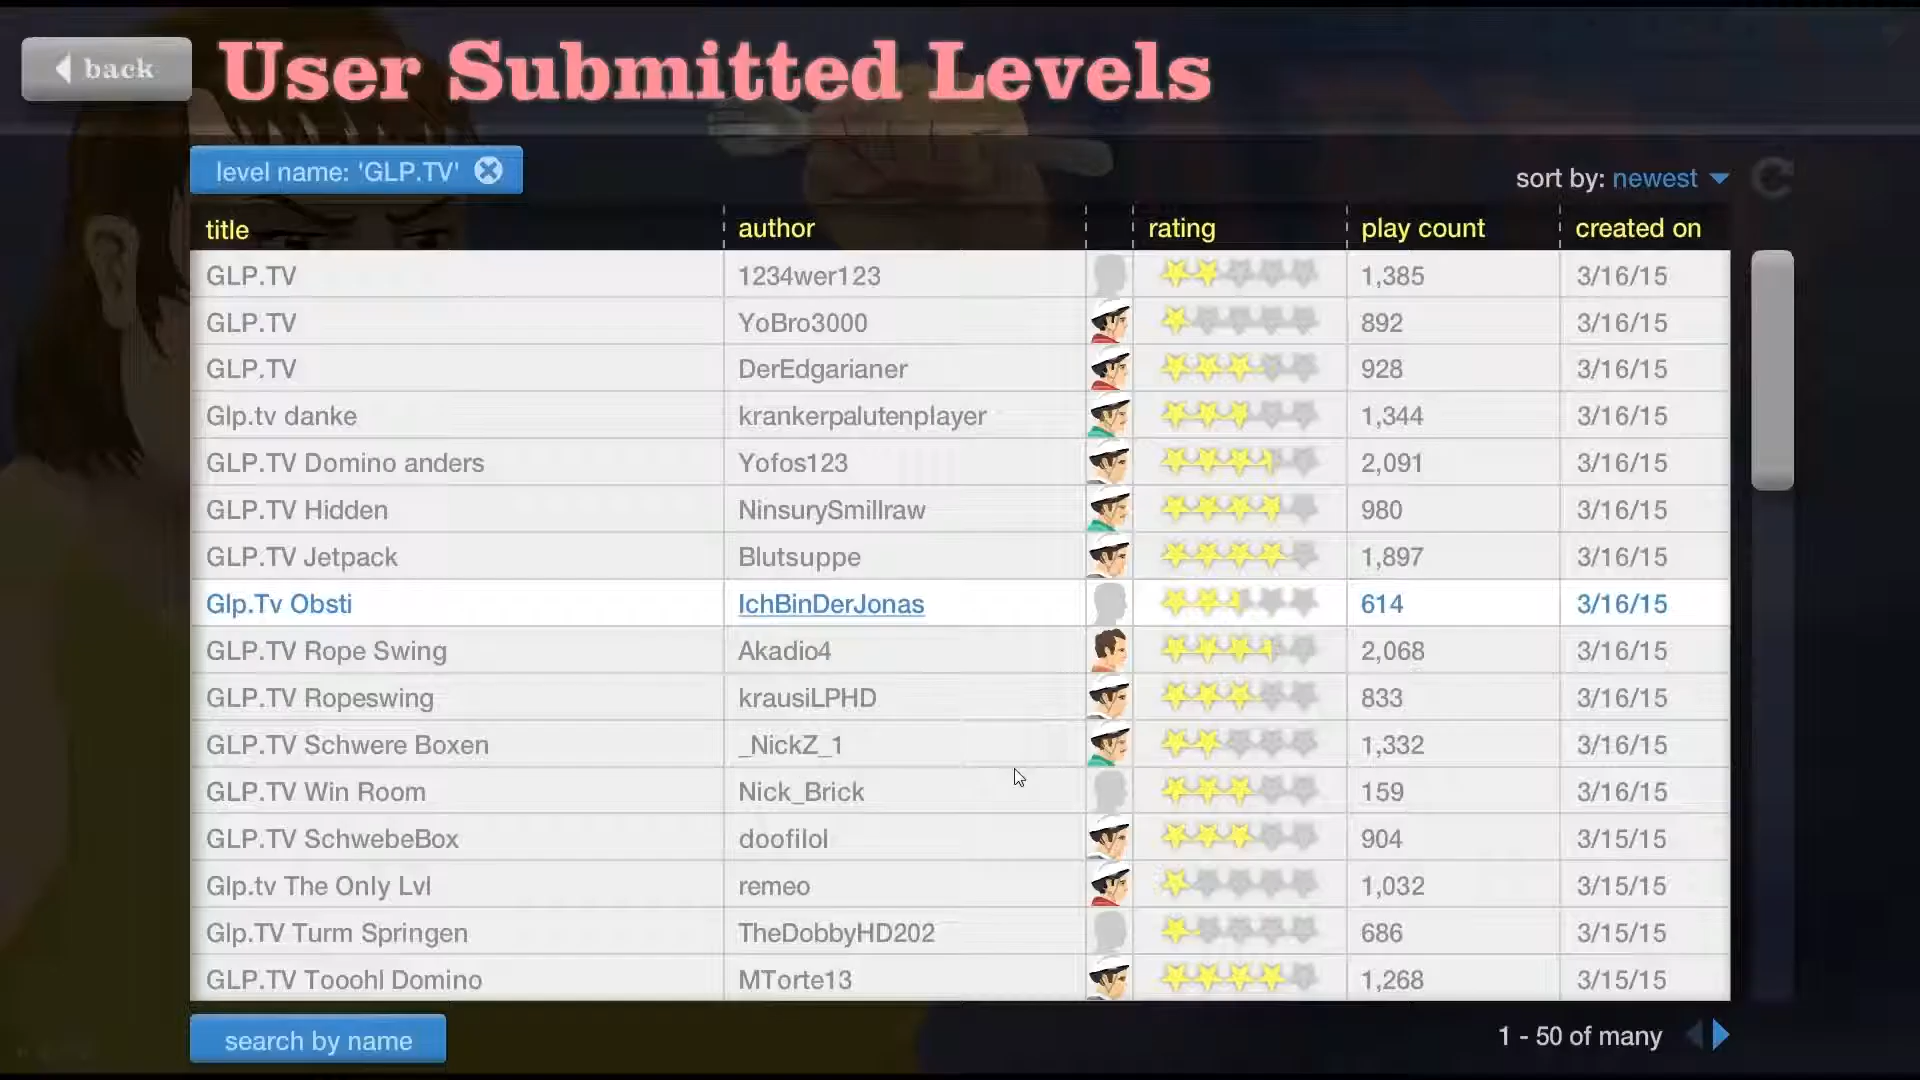 back
User Submitted Levels
level name: 'GLP.TV'
sort by: newest
title author rating play count created on
GLP.TV 1234wer123 1,385 3/16/15
GLP.TV YoBro3000 892 3/16/15
GLP.TV DerEdgarianer 928 3/16/15
Glp.tv danke krankerpalutenplayer 1,344 3/16/15
GLP.TV Domino anders Yofos123 2,091 3/16/15
GLP.TV Hidden NinsurySmillraw 980 3/16/15
GLP.TV Jetpack Blutsuppe 1,897 3/16/15
Glp.Tv Obsti IchBinDerJonas 614 3/16/15
GLP.TV Rope Swing Akadio4 2,068 3/16/15
GLP.TV Ropeswing krausiLPHD 833 3/16/15
GLP.TV Schwere Boxen _NickZ_1 1,332 3/16/15
GLP.TV Win Room Nick_Brick 159 3/16/15
GLP.TV SchwebeBox doofilol 904 3/15/15
Glp.tv The Only Lvl remeo 1,032 3/15/15
Glp.TV Turm Springen TheDobbyHD202 686 3/15/15
GLP.TV Tooohl Domino MTorte13 1,268 3/15/15
search by name
1 - 50 of many